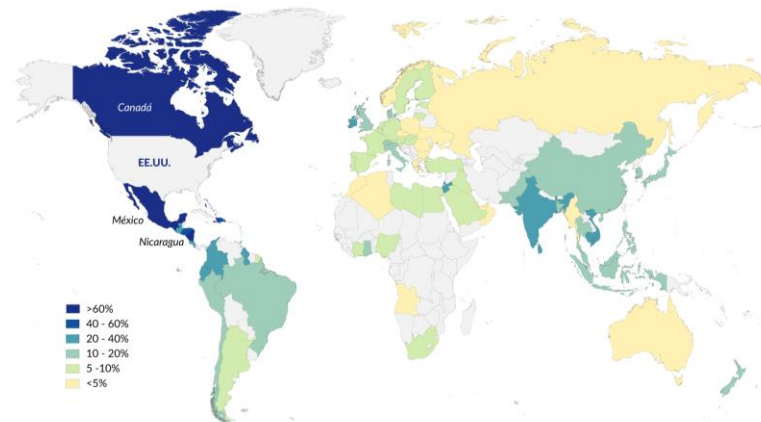 Canadá
EE.UU.
México
Nicaragua
>60%
40 - 60%
20 - 40%
10 - 20%
5 -10%
<5%